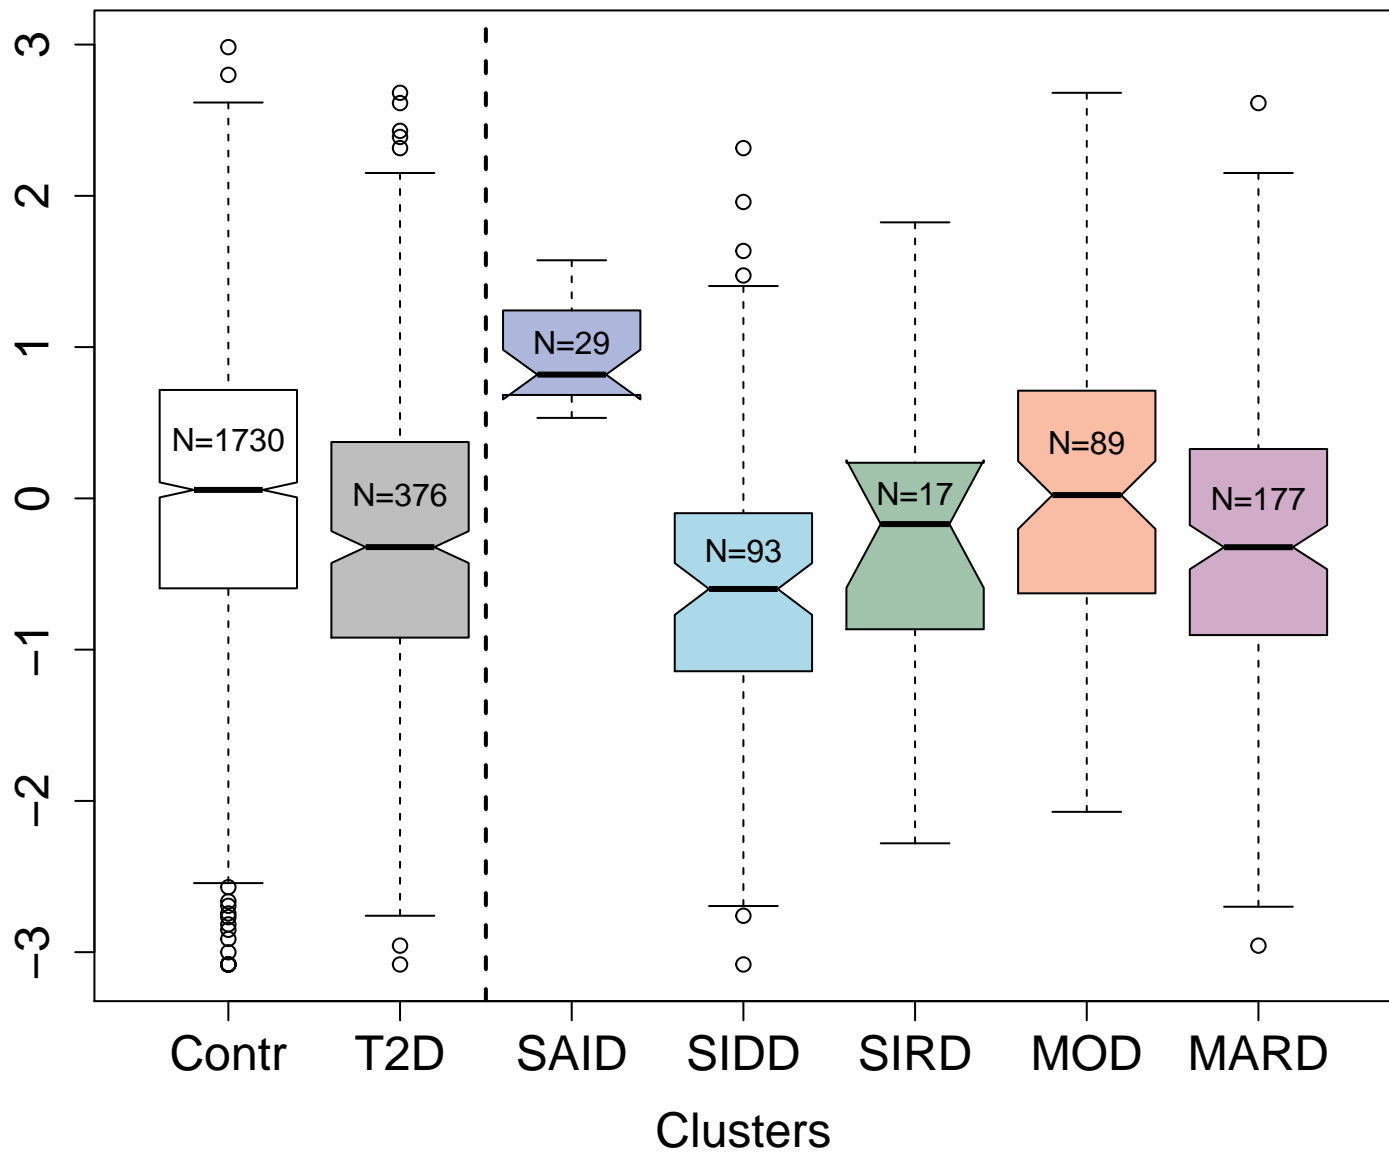 3
2
1
0
−1
−2
−3
N=1730
N=376
N=29
N=93
N=17
N=89
N=177
Contr T2D SAID SIDD SIRD MOD MARD
Clusters